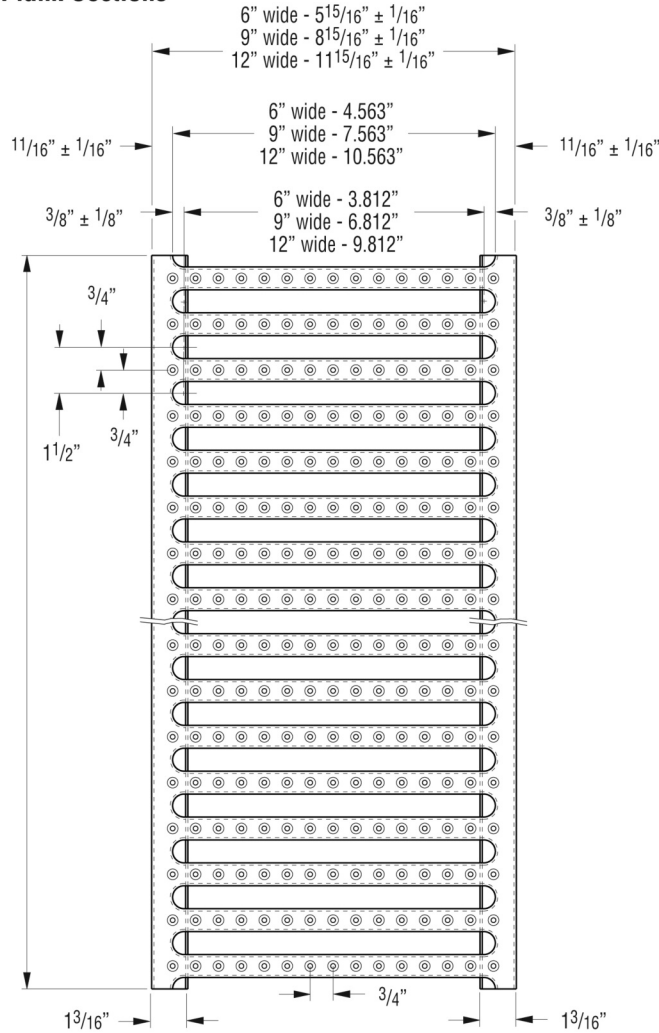 6” wide - 5 15/16” ± 1/16”
9” wide - 8 15/16” ± 1/16”
12” wide - 11 15/16” ± 1/16”
6” wide - 4.563”
9” wide - 7.563”
12” wide - 10.563”
11/16” ± 1/16”
11/16” ± 1/16”
6” wide - 3.812”
9” wide - 6.812”
12” wide - 9.812”
3/8” ± 1/8”
3/8” ± 1/8”
3/4”
3/4”
1 1/2”
3/4”
1 3/16”
1 3/16”